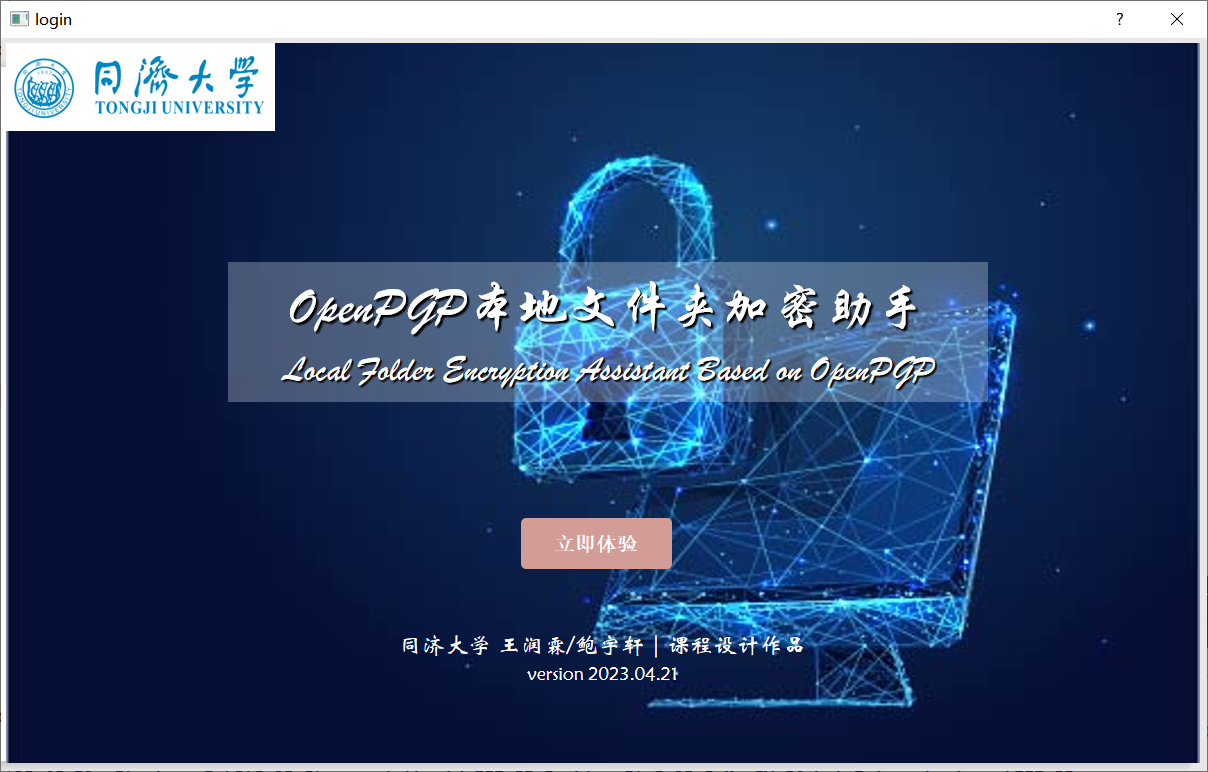 login
同濟大学
TONGJI UNIVERSITY
OpenPGP本地文件夹加密助手
Local Folder Encryption Assistant Based on OpenPGP
立即体验
同济大学 王润霖/鲍宇轩 | 课程设计作品
version 2023.04.21